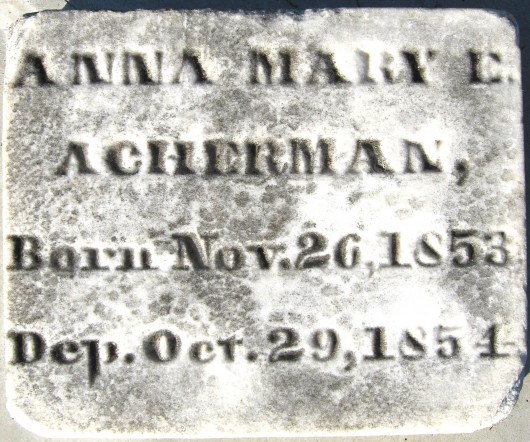 ANNA MARY E.
ACHERMAN,
Born Nov. 26, 1853
Dep. Oct. 29, 1854.